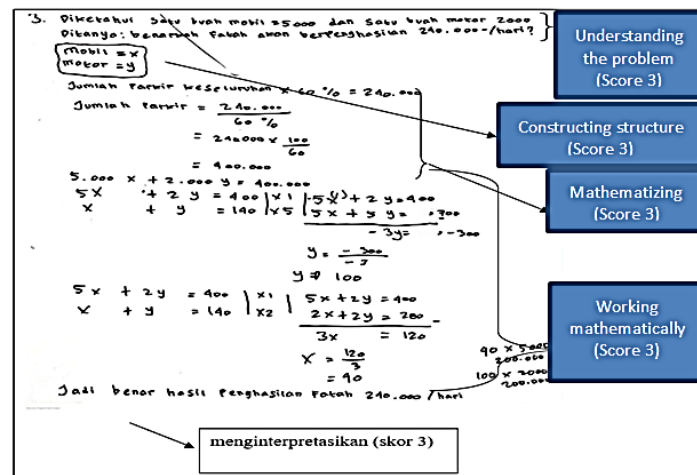 3. Diketahui satu buah mobil = 5000 dan satu buah motor 2000
Ditanya : benarkah Fatah akan berpenghasilan 240.000-/hari?
Mobil = x
motor = y
Jumlah Parkir keseluruhan x 60 % = 240.000
Jumlah Parkir = 240.000
60 %
= 240000 x 100
60
= 400.000
5.000 x + 2.000 y = 400.000
5x + 2 y = 400 | x 1 | 5x + 2 y = 400
x + y = 140 | x 5 | 5x + 5 y = 700
-3y = -300
y = -300
-3
y = 100
5x + 2y = 400 | x1 | 5x + 2y = 400
x + y = 140 | x2 | 2x + 2y = 280 -
3x = 120
x = 120
3
= 40
40 x 5000
200.000
100 x 2000
200.000
Jadi benar hasil Penghasilan Fatah 240.000 / hari
Understanding
the problem
(Score 3)
Constructing structure
(Score 3)
Mathematizing
(Score 3)
Working
mathematically
(Score 3)
menginterpretasikan (skor 3)